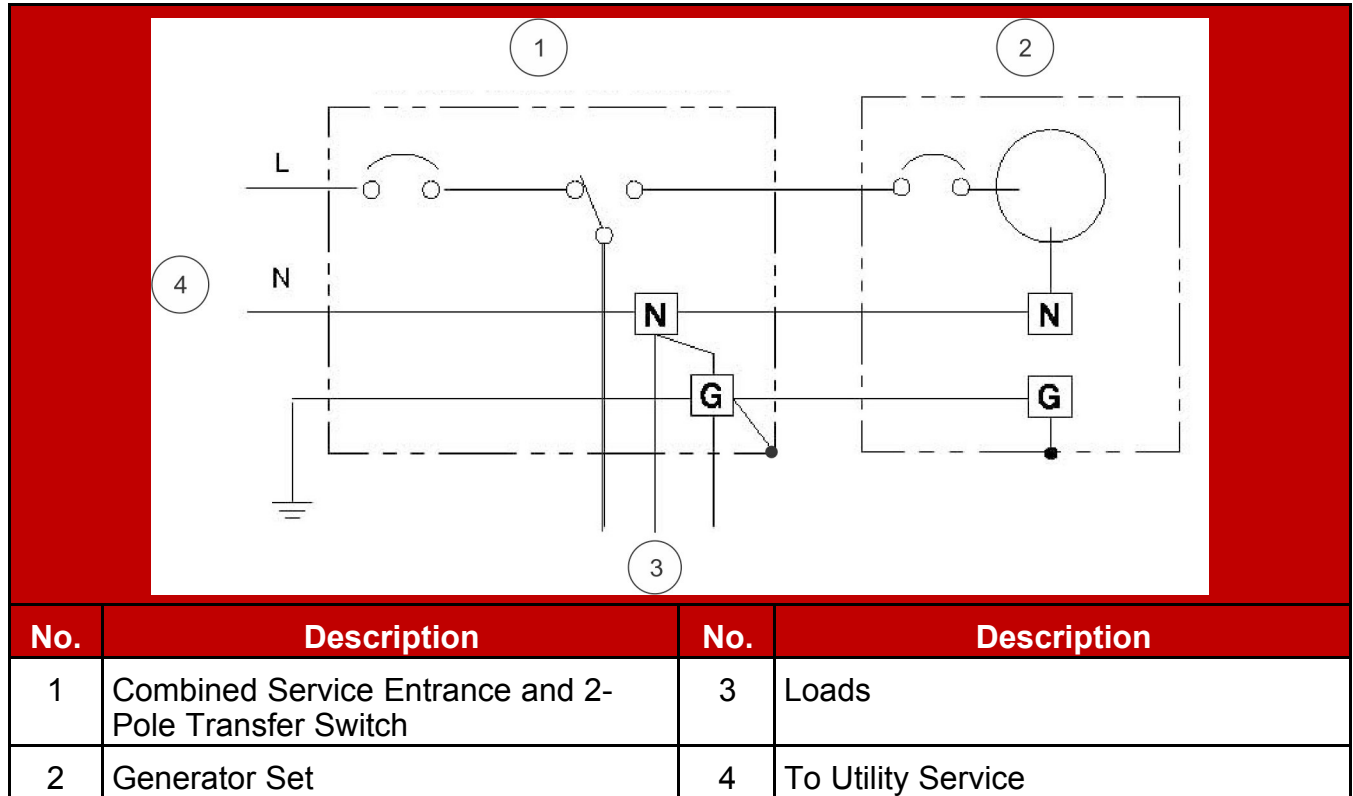 1
2
L
4
N
N
N
G
G
3
No. Description No. Description
1 Combined Service Entrance and 2-
Pole Transfer Switch
3 Loads
2 Generator Set 4 To Utility Service